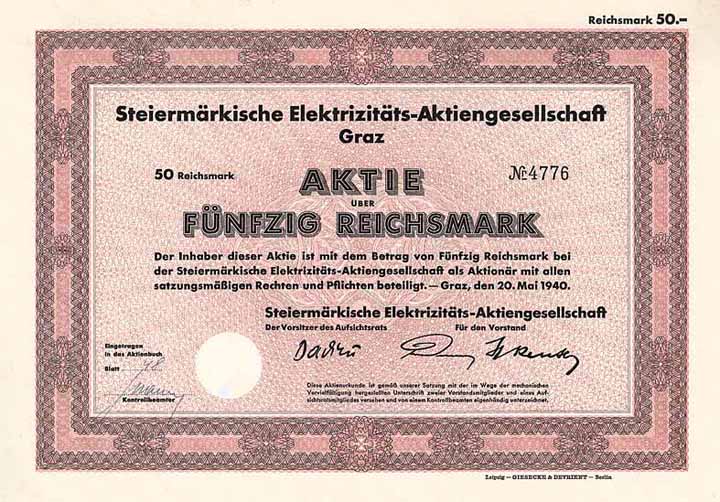 Reichsmark 50.-
Steiermärkische Elektrizitäts-Aktiengesellschaft
Graz
50 Reichsmark
AKTIE
№ 4776
ÜBER
FÜNFZIG REICHSMARK
Der Inhaber dieser Aktie ist mit dem Betrag von Fünfzig Reichsmark bei
der Steiermärkische Elektrizitäts-Aktiengesellschaft als Aktionär mit allen
satzungsmäßigen Rechten und Pflichten beteiligt. — Graz, den 20. Mai 1940.
Steiermärkische Elektrizitäts-Aktiengesellschaft
Der Vorsitzer des Aufsichtsrats
Für den Vorstand
Eingetragen
in das Aktienbuch
Blatt 48
Kontrollbeamter
Diese Aktienurkunde ist gemäß unserer Satzung mit der im Wege der mechanischen
Vervielfältigung hergestellten Unterschrift zweier Vorstandsmitglieder und eines Auf-
sichtsratsmitgliedes versehen und von einem Kontrollbeamten eigenhändig unterzeichnet.
Leipzig — GIESECKE & DEVRIENT — Berlin